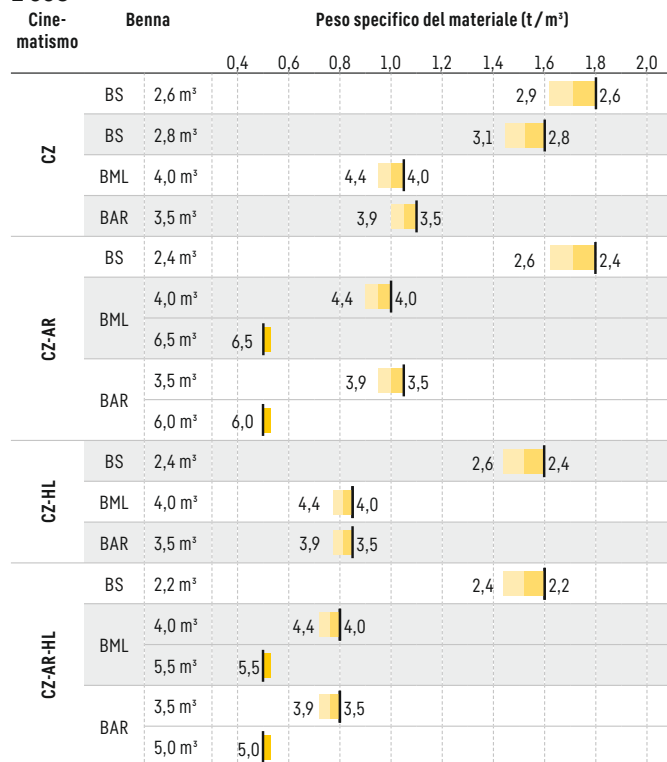 Cine-
matismo
Benna
Peso specifico del materiale (t/m³)
0,4 0,6 0,8 1,0 1,2 1,4 1,6 1,8 2,0
CZ
BS 2,6 m³ 2,9 2,6
BS 2,8 m³ 3,1 2,8
BML 4,0 m³ 4,4 4,0
BAR 3,5 m³ 3,9 3,5
CZ-AR
BS 2,4 m³ 2,6 2,4
BML
4,0 m³ 4,4 4,0
6,5 m³ 6,5
BAR
3,5 m³ 3,9 3,5
6,0 m³ 6,0
CZ-HL
BS 2,4 m³ 2,6 2,4
BML 4,0 m³ 4,4 4,0
BAR 3,5 m³ 3,9 3,5
CZ-AR-HL
BS 2,2 m³ 2,4 2,2
BML
4,0 m³ 4,4 4,0
5,5 m³ 5,5
BAR
3,5 m³ 3,9 3,5
5,0 m³ 5,0